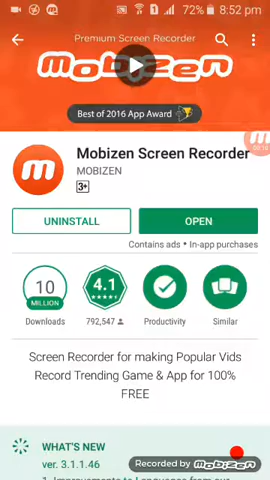 72% 8:52 pm
Premium Screen Recorder
mobizen
Best of 2016 App Award
Mobizen Screen Recorder
MOBIZEN
3+
UNINSTALL
OPEN
Contains ads • In-app purchases
10
MILLION
4.1
Downloads
792,547
Productivity
Similar
Screen Recorder for making Popular Vids
Record Trending Game & App for 100%
FREE
WHAT'S NEW
ver. 3.1.1.46
Recorded by mobizen